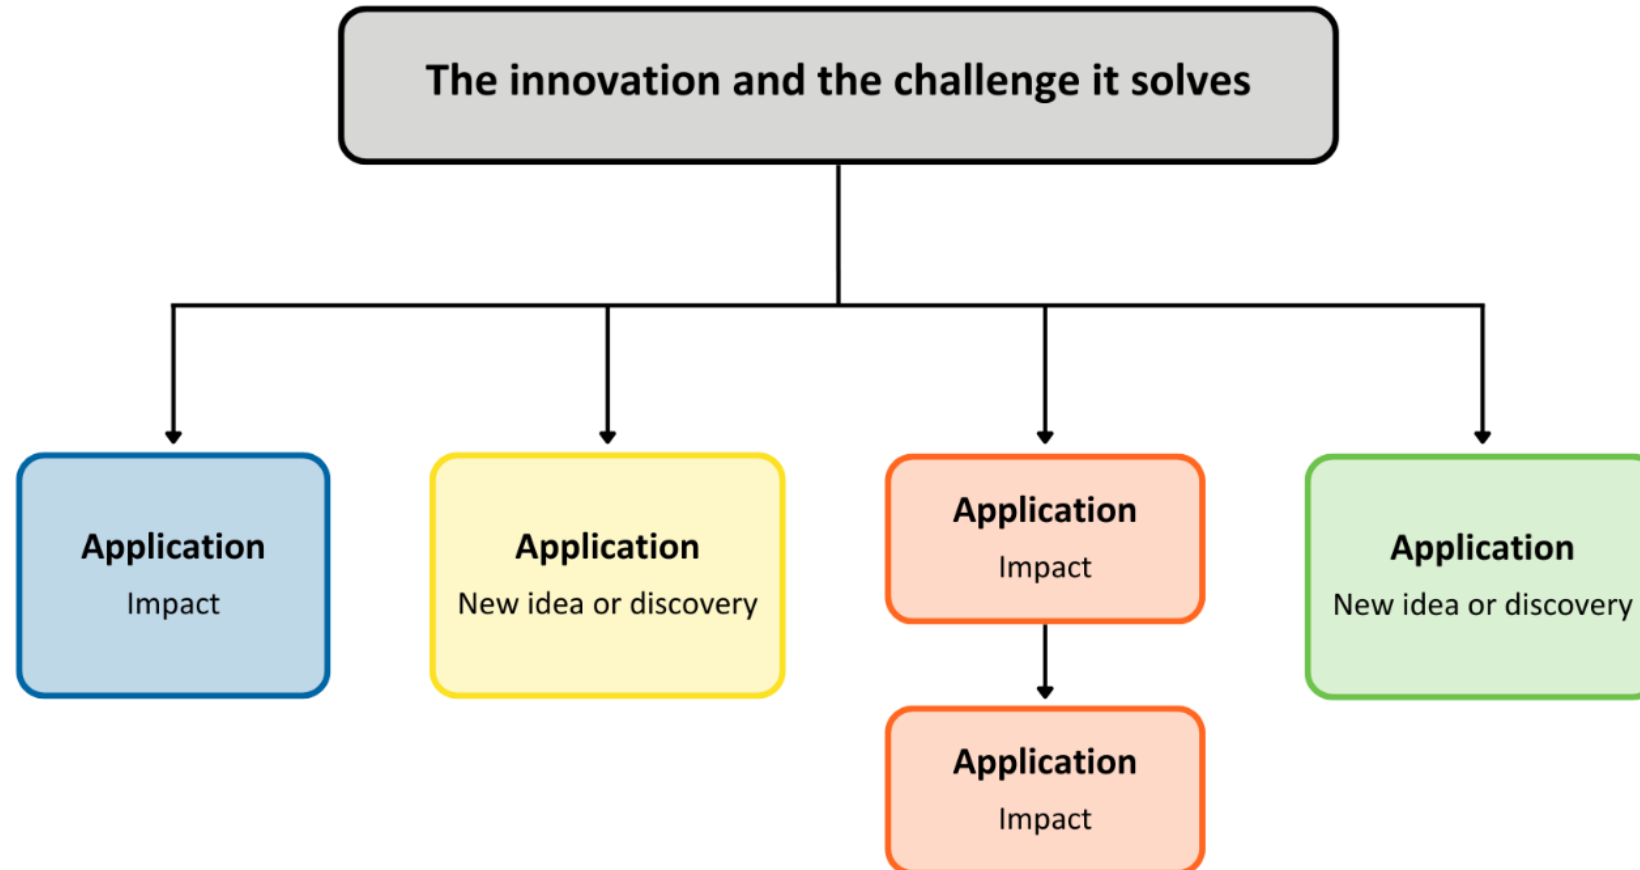 The innovation and the challenge it solves
Application
Impact
Application
New idea or discovery
Application
Impact
Application
New idea or discovery
Application
Impact